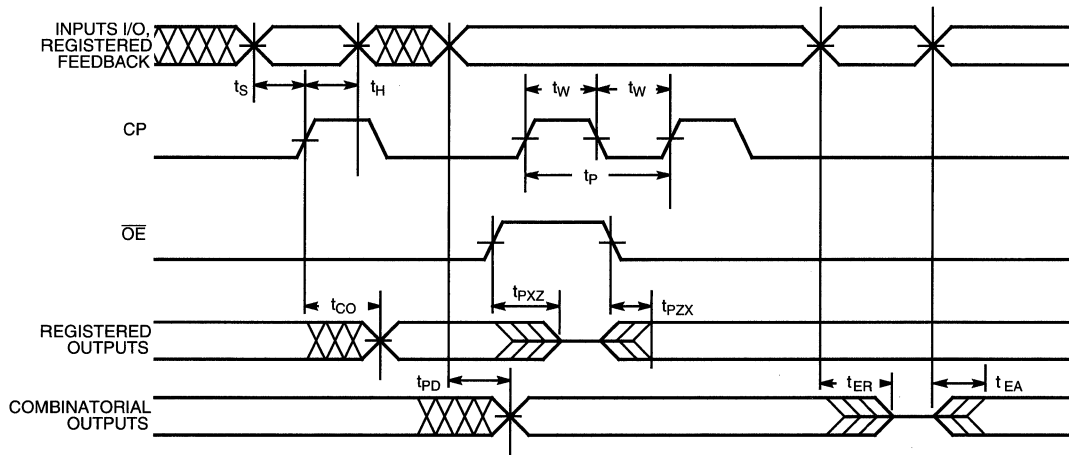 INPUTS I/O,
REGISTERED
FEEDBACK
tS
tH
tW
tW
CP
tP
OE
tCO
tPXZ
tPZX
REGISTERED
OUTPUTS
tPD
tER
tEA
COMBINATORIAL
OUTPUTS